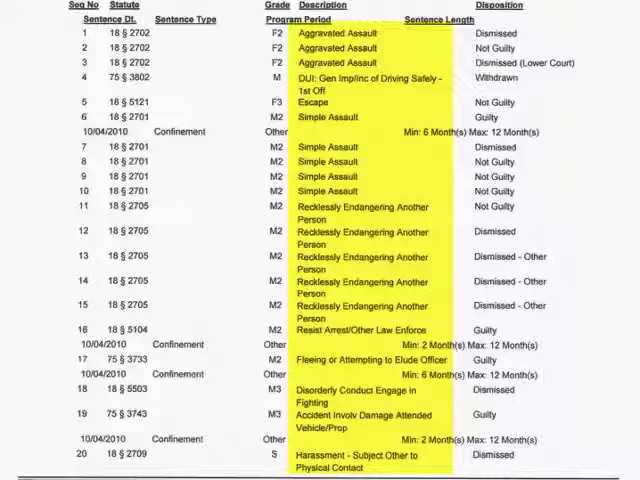 Seq No Statute Grade Description Disposition
Sentence Dt. Sentence Type Program Period Sentence Length
1 18 § 2702 F2 Aggravated Assault Dismissed
2 18 § 2702 F2 Aggravated Assault Not Guilty
3 18 § 2702 F2 Aggravated Assault Dismissed (Lower Court)
4 75 § 3802 M DUI: Gen Imp/Inc of Driving Safely - Withdrawn
1st Off
5 18 § 5121 F3 Escape Not Guilty
6 18 § 2701 M2 Simple Assault Guilty
10/04/2010 Confinement Other Min: 6 Month(s) Max: 12 Month(s)
7 18 § 2701 M2 Simple Assault Dismissed
8 18 § 2701 M2 Simple Assault Not Guilty
9 18 § 2701 M2 Simple Assault Not Guilty
10 18 § 2701 M2 Simple Assault Not Guilty
11 18 § 2705 M2 Recklessly Endangering Another Not Guilty
Person
12 18 § 2705 M2 Recklessly Endangering Another Dismissed
Person
13 18 § 2705 M2 Recklessly Endangering Another Dismissed - Other
Person
14 18 § 2705 M2 Recklessly Endangering Another Dismissed - Other
Person
15 18 § 2705 M2 Recklessly Endangering Another Dismissed - Other
Person
16 18 § 5104 M2 Resist Arrest/Other Law Enforce Guilty
10/04/2010 Confinement Other Min: 2 Month(s) Max: 12 Month(s)
17 75 § 3733 M2 Fleeing or Attempting to Elude Officer Guilty
10/04/2010 Confinement Other Min: 6 Month(s) Max: 12 Month(s)
18 18 § 5503 M3 Disorderly Conduct Engage in Dismissed
Fighting
19 75 § 3743 M3 Accident Involv Damage Attended Guilty
Vehicle/Prop
10/04/2010 Confinement Other Min: 2 Month(s) Max: 12 Month(s)
20 18 § 2709 S Harassment - Subject Other to Dismissed
Physical Contact